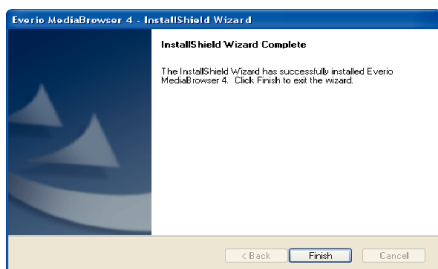 Everio MediaBrowser 4 - InstallShield Wizard
InstallShield Wizard Complete
The InstallShield Wizard has successfully installed Everio
MediaBrowser 4. Click Finish to exit the wizard.
< Back
Finish
Cancel